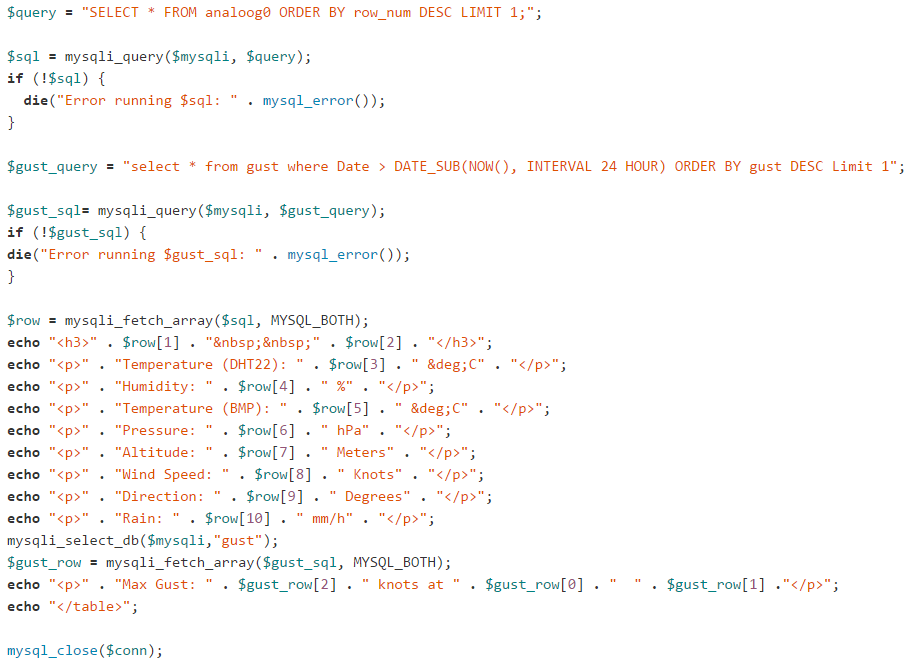 $query = "SELECT * FROM analoog0 ORDER BY row_num DESC LIMIT 1;";
$sql = mysqli_query($mysqli, $query);
if (!$sql) {
die("Error running $sql: " . mysql_error());
}
$gust_query = "select * from gust where Date > DATE_SUB(NOW(), INTERVAL 24 HOUR) ORDER BY gust DESC Limit 1";
$gust_sql= mysqli_query($mysqli, $gust_query);
if (!$gust_sql) {
die("Error running $gust_sql: " . mysql_error());
}
$row = mysqli_fetch_array($sql, MYSQL_BOTH);
echo "<h3>" . $row[1] . "&nbsp;&nbsp;" . $row[2] . "</h3>";
echo "<p>" . "Temperature (DHT22): " . $row[3] . " &deg;C" . "</p>";
echo "<p>" . "Humidity: " . $row[4] . " %" . "</p>";
echo "<p>" . "Temperature (BMP): " . $row[5] . " &deg;C" . "</p>";
echo "<p>" . "Pressure: " . $row[6] . " hPa" . "</p>";
echo "<p>" . "Altitude: " . $row[7] . " Meters" . "</p>";
echo "<p>" . "Wind Speed: " . $row[8] . " Knots" . "</p>";
echo "<p>" . "Direction: " . $row[9] . " Degrees" . "</p>";
echo "<p>" . "Rain: " . $row[10] . " mm/h" . "</p>";
mysqli_select_db($mysqli,"gust");
$gust_row = mysqli_fetch_array($gust_sql, MYSQL_BOTH);
echo "<p>" . "Max Gust: " . $gust_row[2] . " knots at " . $gust_row[0] . "  " . $gust_row[1] ."</p>";
echo "</table>";
mysql_close($conn);